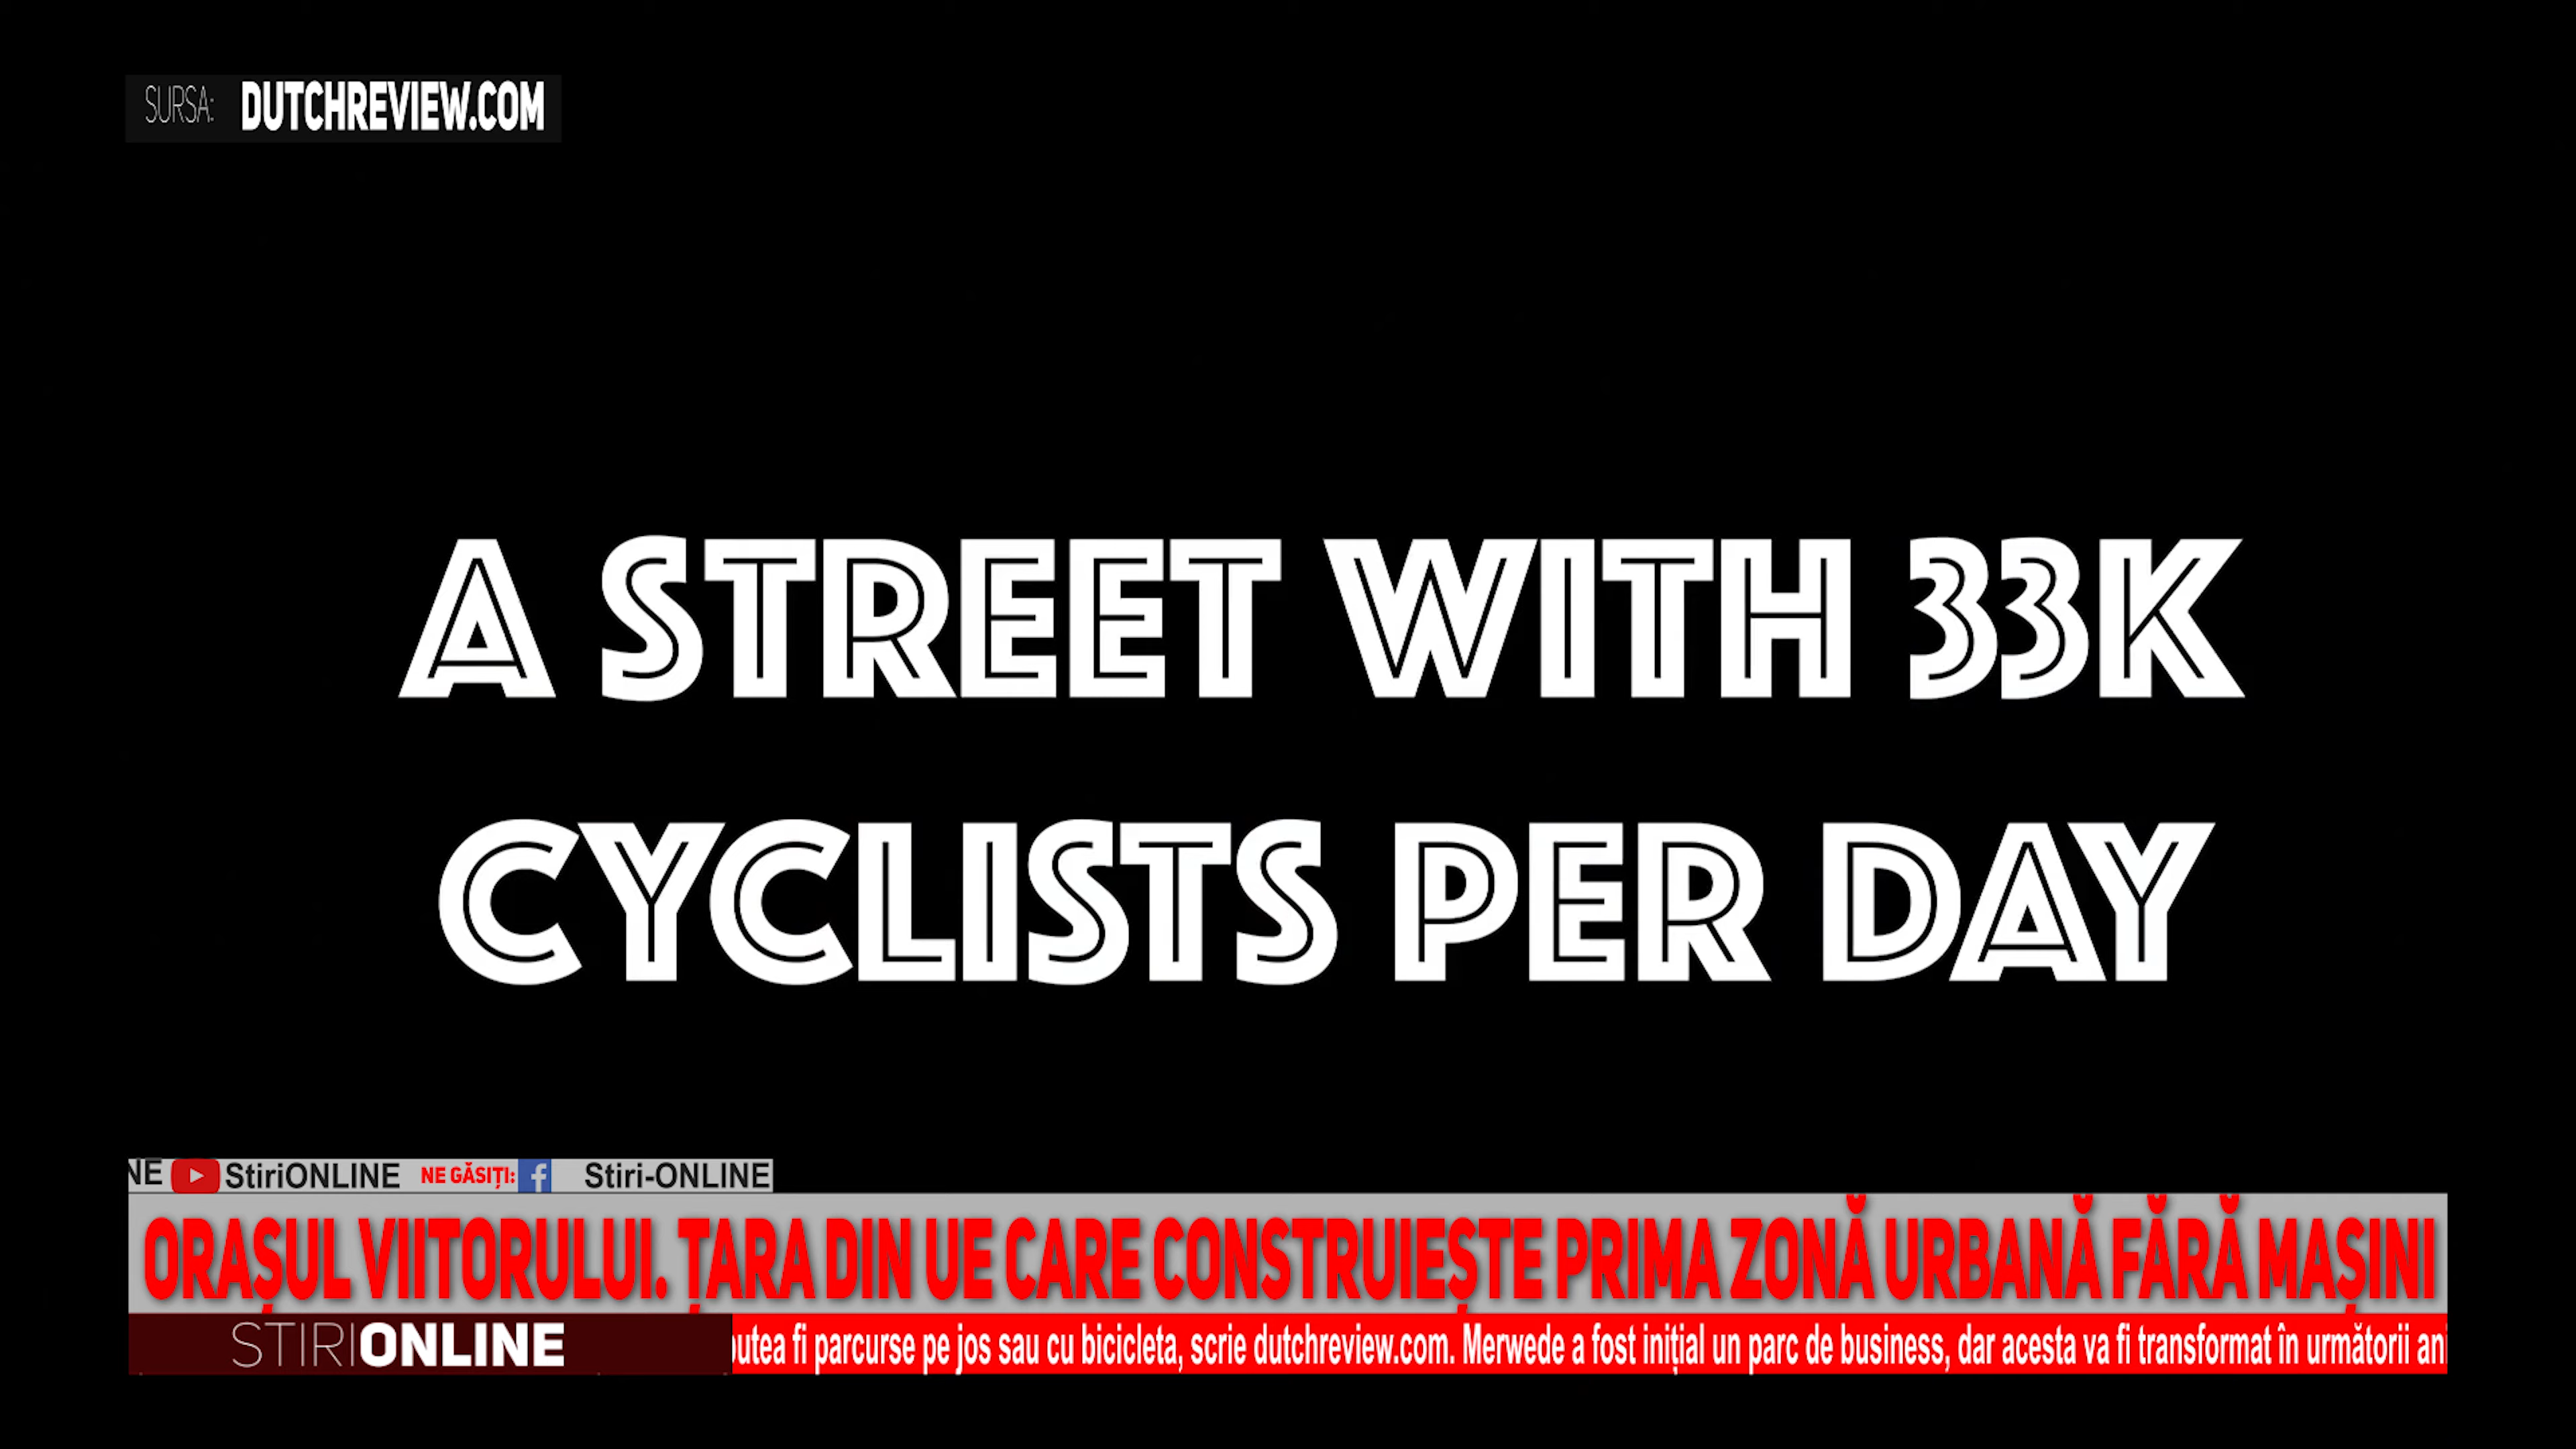 SURSA: DUTCHREVIEW.COM
A STREET WITH 33K
CYCLISTS PER DAY
NE StiriONLINE NE GĂSIȚI: Stiri-ONLINE
ORAȘUL VIITORULUI. ȚARA DIN UE CARE CONSTRUIEȘTE PRIMA ZONĂ URBANĂ FĂRĂ MAȘINI
STIRIONLINE
utea fi parcurse pe jos sau cu bicicleta, scrie dutchreview.com. Merwede a fost inițial un parc de business, dar acesta va fi transformat în următorii ani